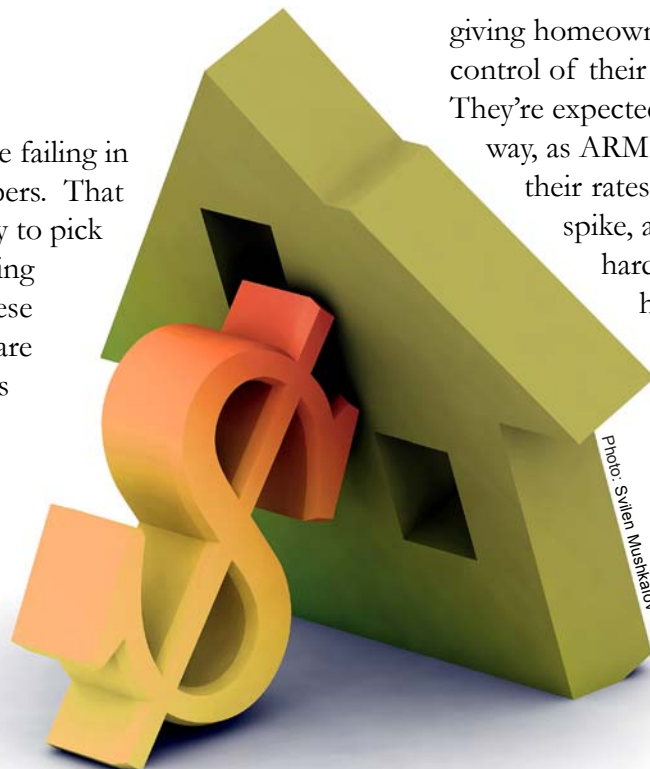 e failing in
bers. That
y to pick
ing
ese
are
s
giving homeown
control of their
They're expected
way, as ARM
their rates
spike, a
hard
h
Photo: Svilen Mushkatov
$